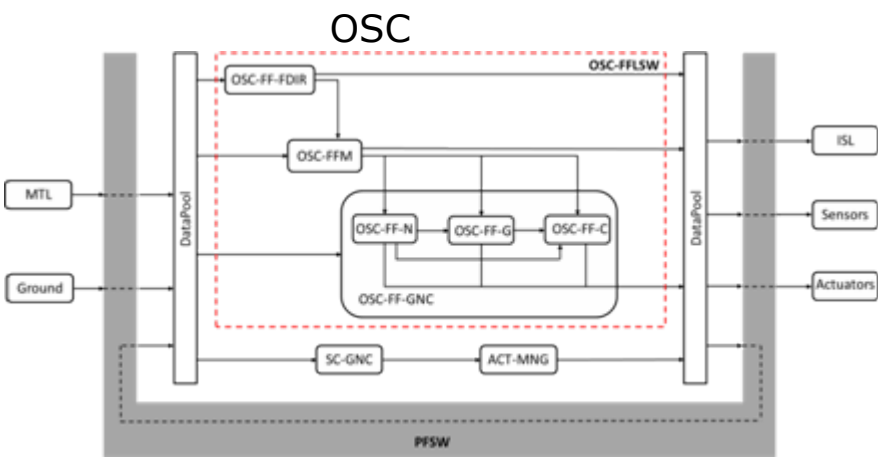 OSC
OSC-FFLSW
OSC-FF-FDIR
OSC-FFM
ISL
MTL
DataPool
DataPool
Sensors
OSC-FF-N
OSC-FF-G
OSC-FF-C
Ground
Actuators
OSC-FF-GNC
SC-GNC
ACT-MNG
PFSW